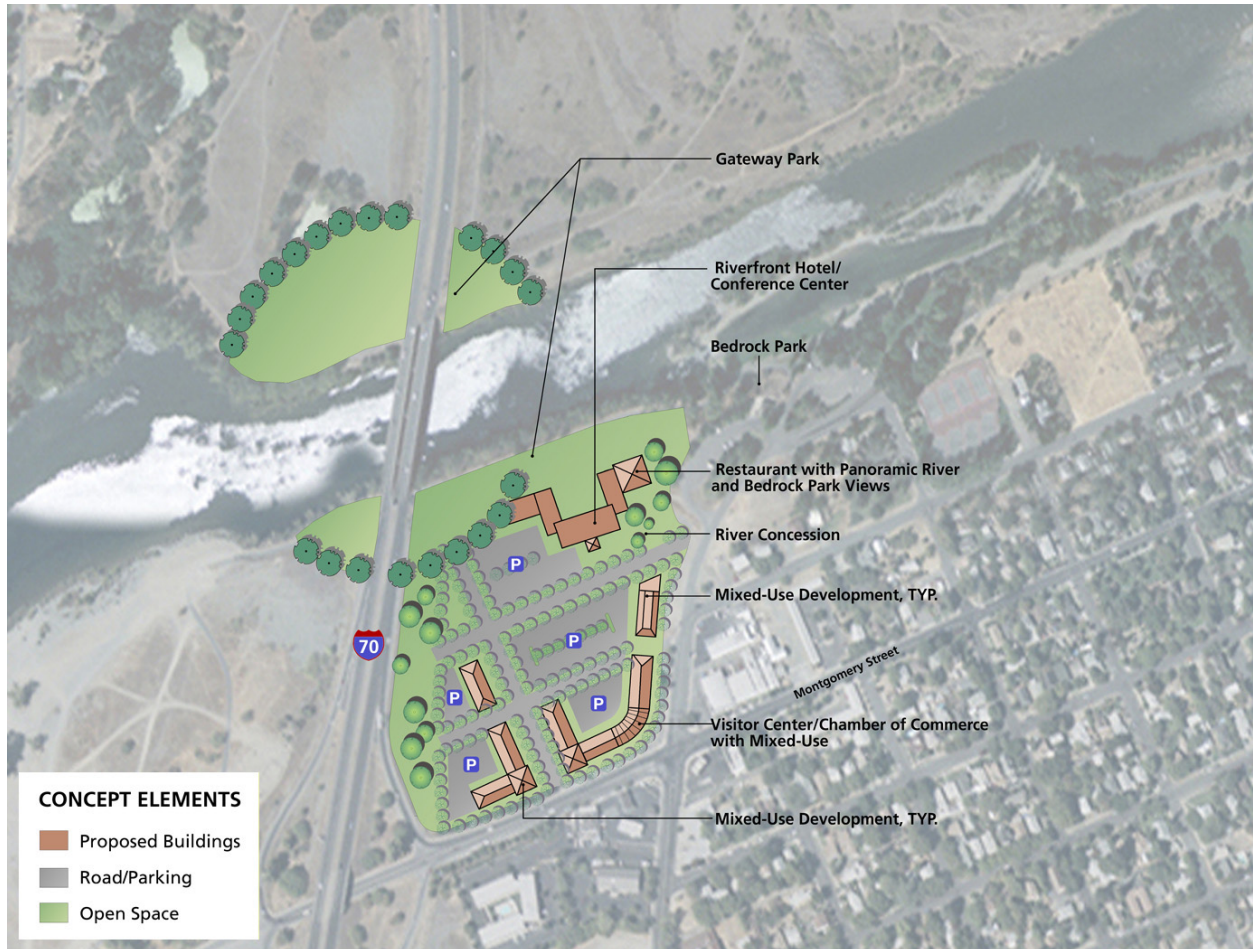 Gateway Park
Riverfront Hotel/
Conference Center
Bedrock Park
Restaurant with Panoramic River
and Bedrock Park Views
River Concession
P
Mixed-Use Development, TYP.
P
70
Montgomery Street
P
P
Visitor Center/Chamber of Commerce
with Mixed-Use
P
Mixed-Use Development, TYP.
CONCEPT ELEMENTS
Proposed Buildings
Road/Parking
Open Space